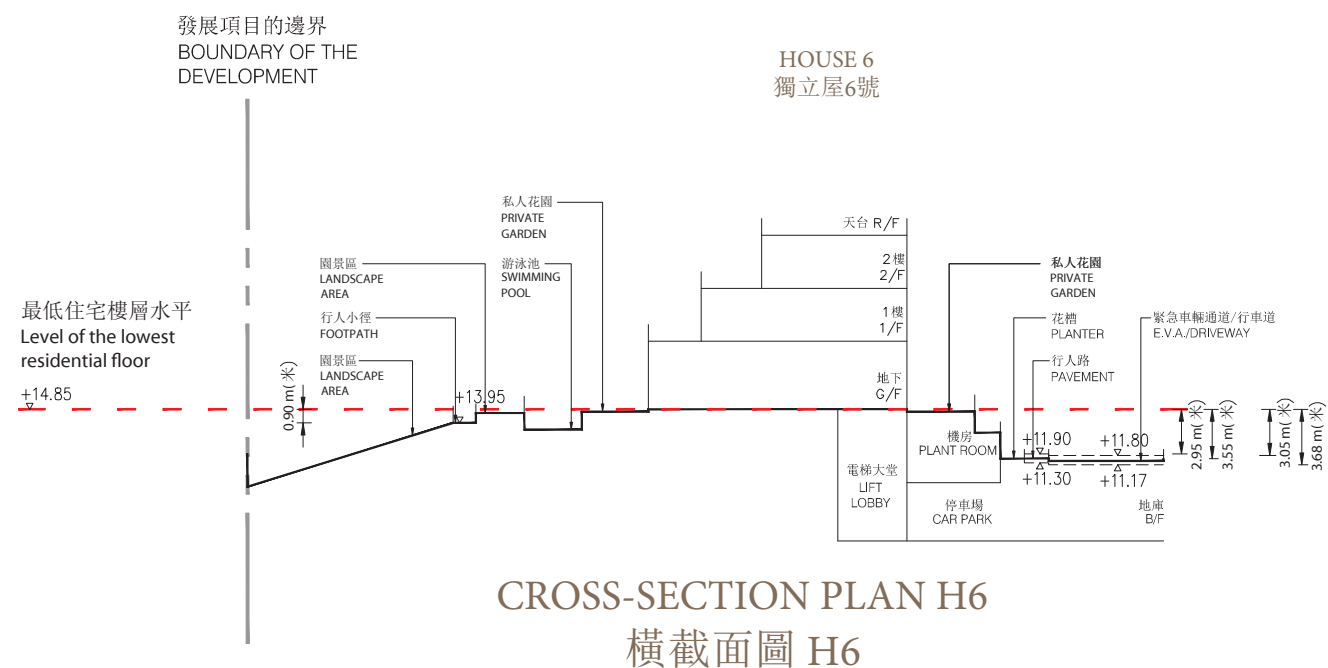 發展項目的邊界
BOUNDARY OF THE
DEVELOPMENT
HOUSE 6
獨立屋6號
私人花園
PRIVATE
GARDEN
天台 R/F
園景區
LANDSCAPE
AREA
游泳池
SWIMMING
POOL
2樓
2/F
私人花園
PRIVATE
GARDEN
最低住宅樓層水平
Level of the lowest
residential floor
行人小徑
FOOTPATH
1樓
1/F
花槽
PLANTER
緊急車輛通道/行車道
E.V.A./DRIVEWAY
園景區
LANDSCAPE
AREA
行人路
PAVEMENT
地下
G/F
+14.85
0.90 m(米)
+13.95
機房
PLANT ROOM
+11.90
+11.80
2.95 m(米)
3.55 m(米)
3.05 m(米)
3.68 m(米)
電梯大堂
LIFT
LOBBY
+11.30
+11.17
停車場
CAR PARK
地庫
B/F
CROSS-SECTION PLAN H6
橫截面圖 H6